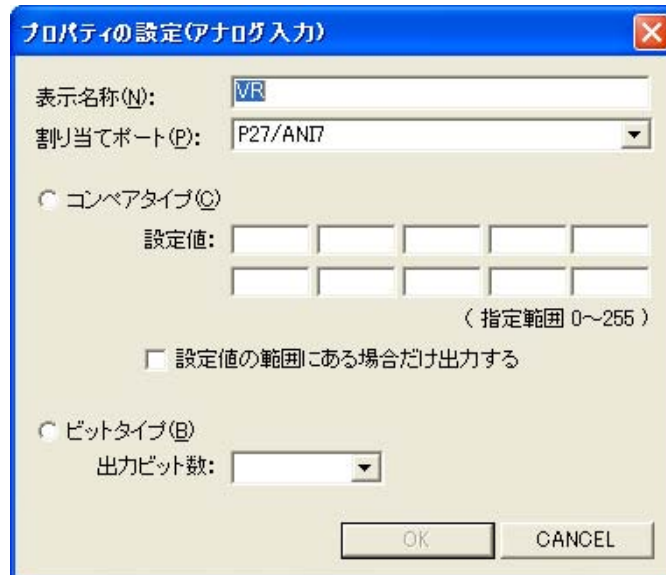 プロパティの設定(アナログ入力)
表示名称(N): VR
割り当てポート(P): P27/ANI7
コンペアタイプ(C)
設定値:
( 指定範囲 0～255 )
設定値の範囲にある場合だけ出力する
ビットタイプ(B)
出力ビット数:
OK CANCEL